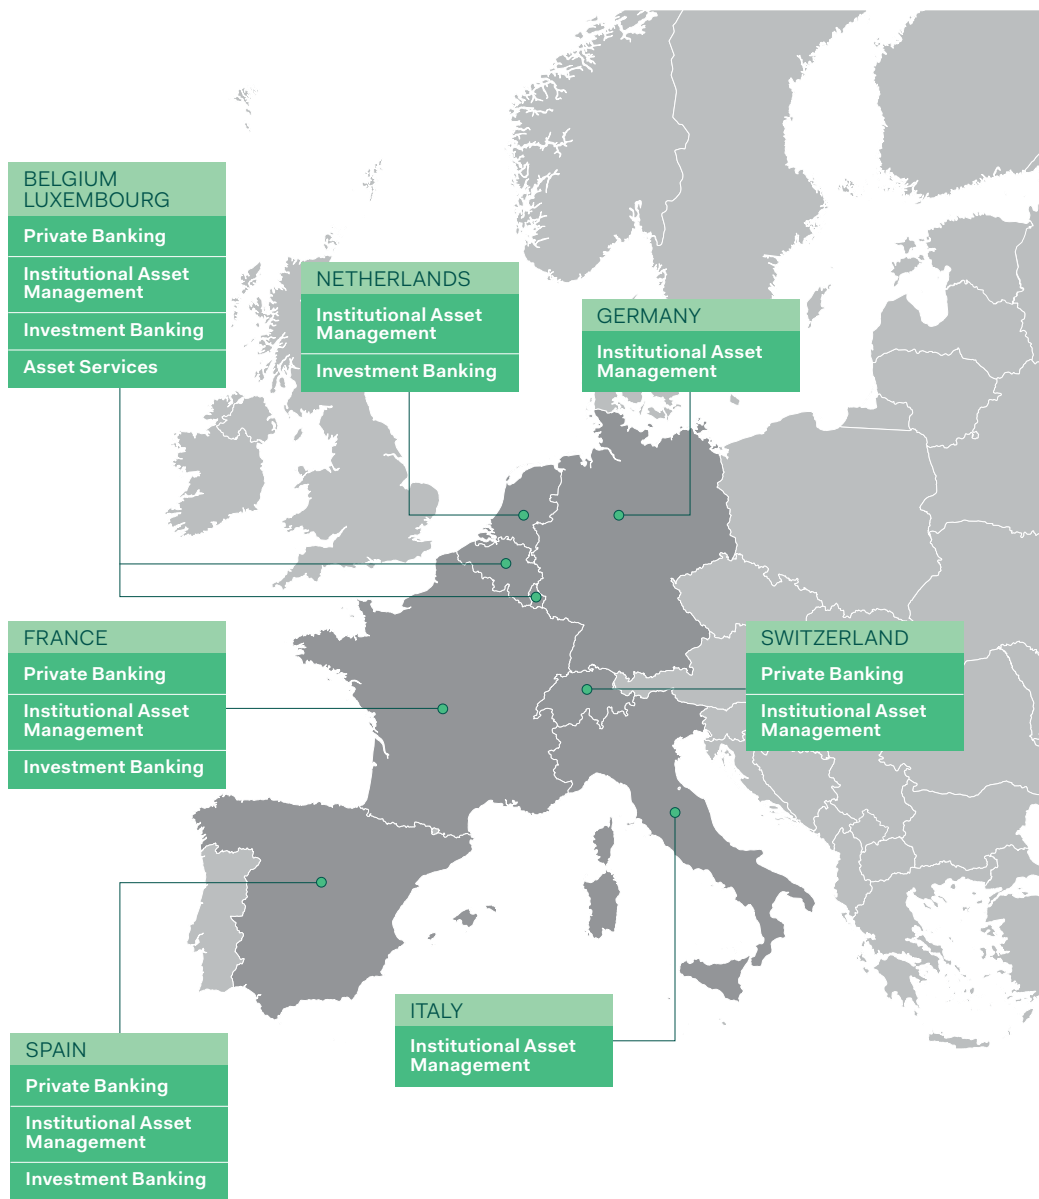 BELGIUM
LUXEMBOURG
Private Banking
Institutional Asset
Management
Investment Banking
Asset Services
NETHERLANDS
Institutional Asset
Management
Investment Banking
GERMANY
Institutional Asset
Management
FRANCE
Private Banking
Institutional Asset
Management
Investment Banking
SWITZERLAND
Private Banking
Institutional Asset
Management
ITALY
Institutional Asset
Management
SPAIN
Private Banking
Institutional Asset
Management
Investment Banking